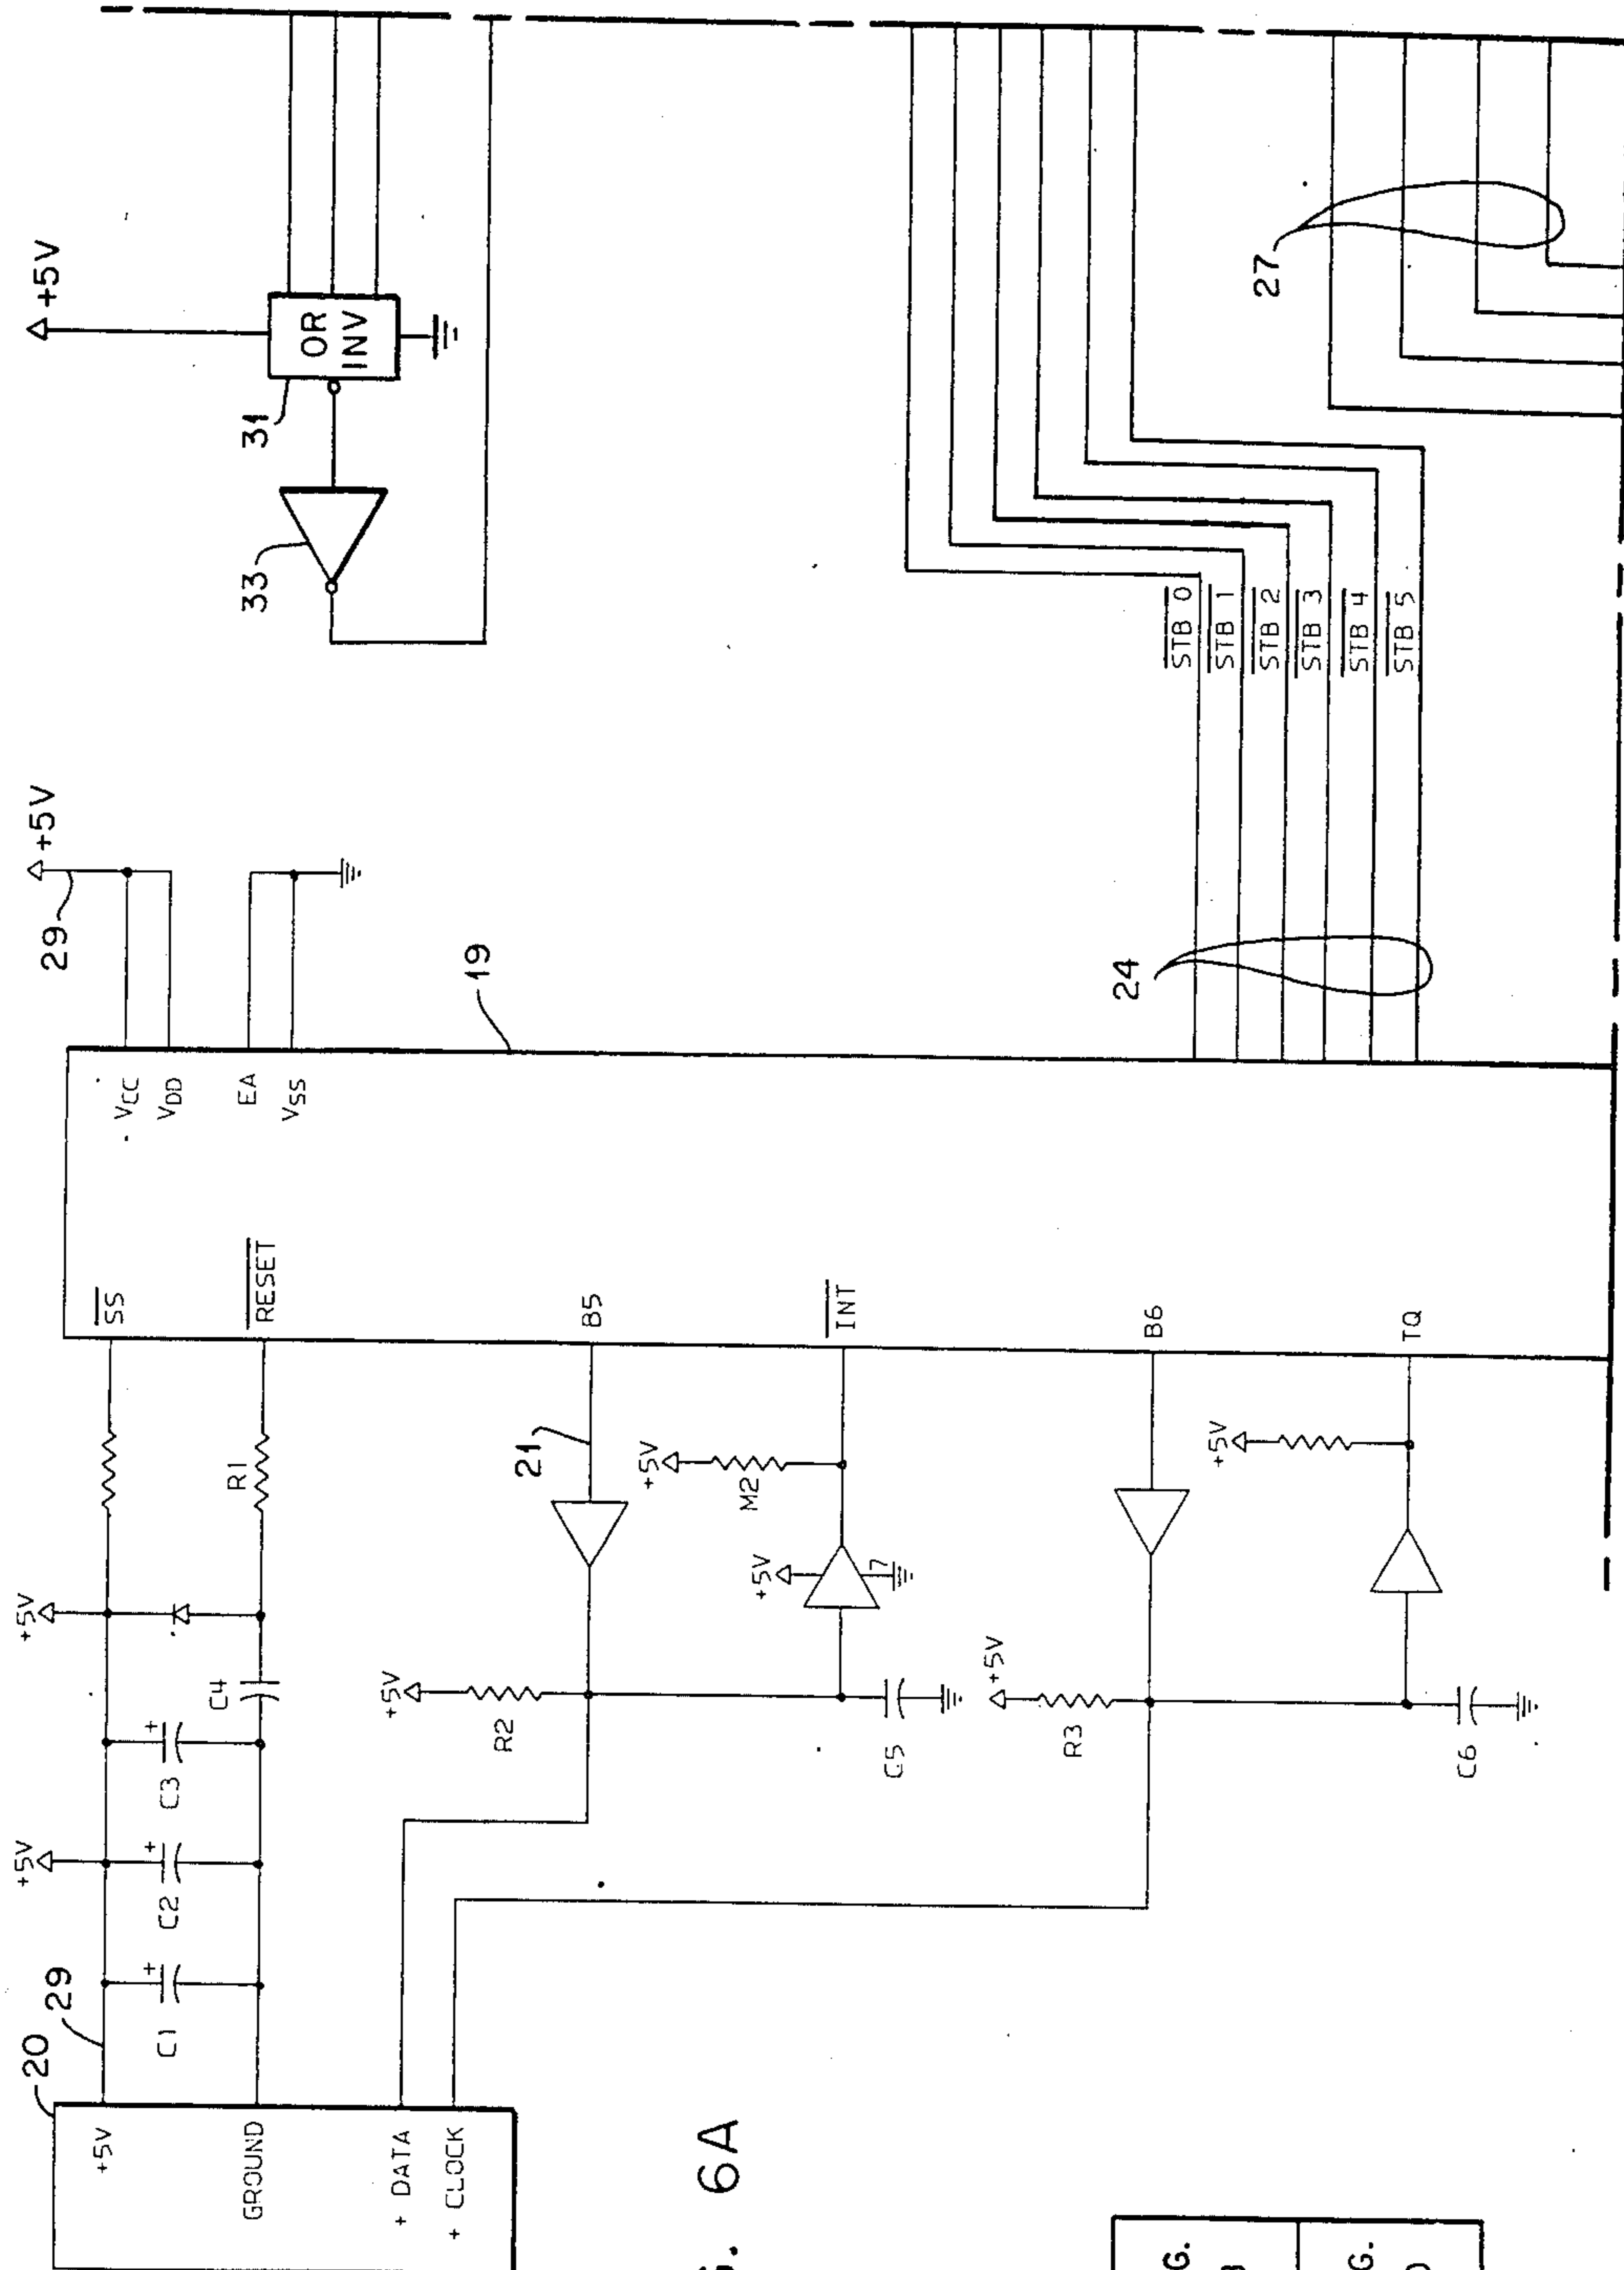 20
29
+5V
GROUND
+ DATA
+ CLOCK
C1
C2
+
+
+5V
C3
+
C4
+5V
R1
SS
RESET
+5V
R2
21
B5
+5V
M2
+5V
7
INT
C5
+5V
R3
B6
+5V
TQ
C6
VCC
VDD
EA
VSS
29
+5V
19
24
STB 0
STB 1
STB 2
STB 3
STB 4
STB 5
33
31
OR
INV
+5V
27
6A